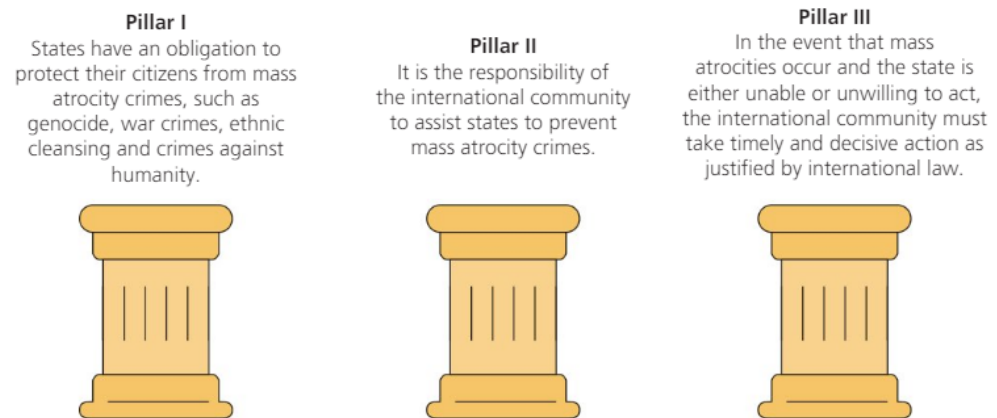 Pillar I
States have an obligation to
protect their citizens from mass
atrocity crimes, such as
genocide, war crimes, ethnic
cleansing and crimes against
humanity.
Pillar II
It is the responsibility of
the international community
to assist states to prevent
mass atrocity crimes.
Pillar III
In the event that mass
atrocities occur and the state is
either unable or unwilling to act,
the international community must
take timely and decisive action as
justified by international law.